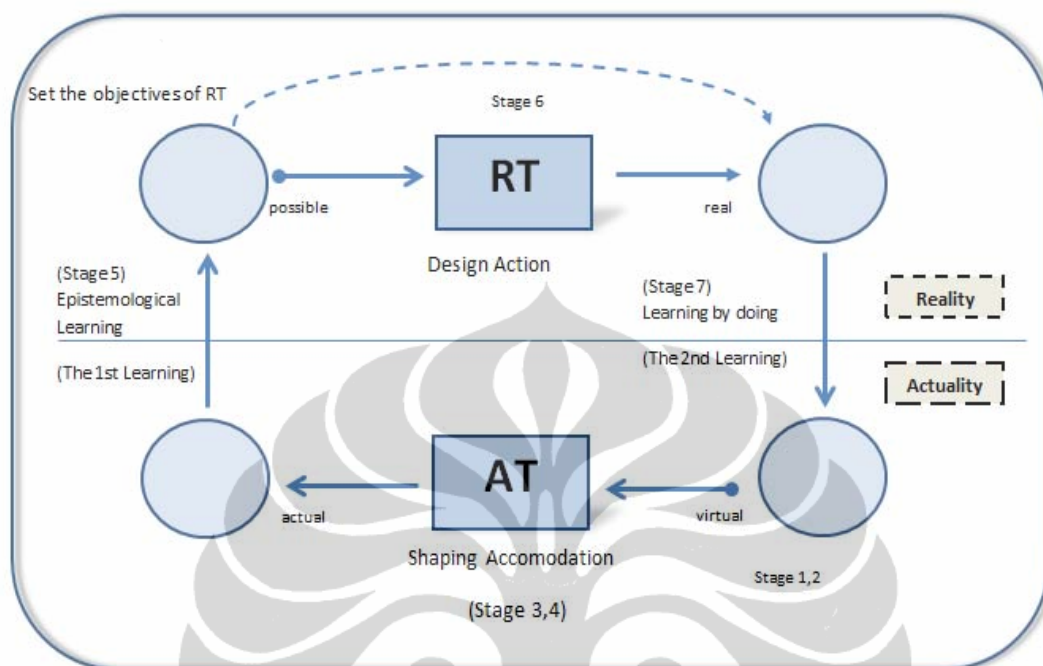 Set the objectives of RT
Stage 6
RT
possible
real
Design Action
(Stage 5)
Epistemological
Learning
(Stage 7)
Learning by doing
Reality
(The 1st Learning)
(The 2nd Learning)
Actuality
AT
actual
virtual
Shaping Accomodation
Stage 1,2
(Stage 3,4)